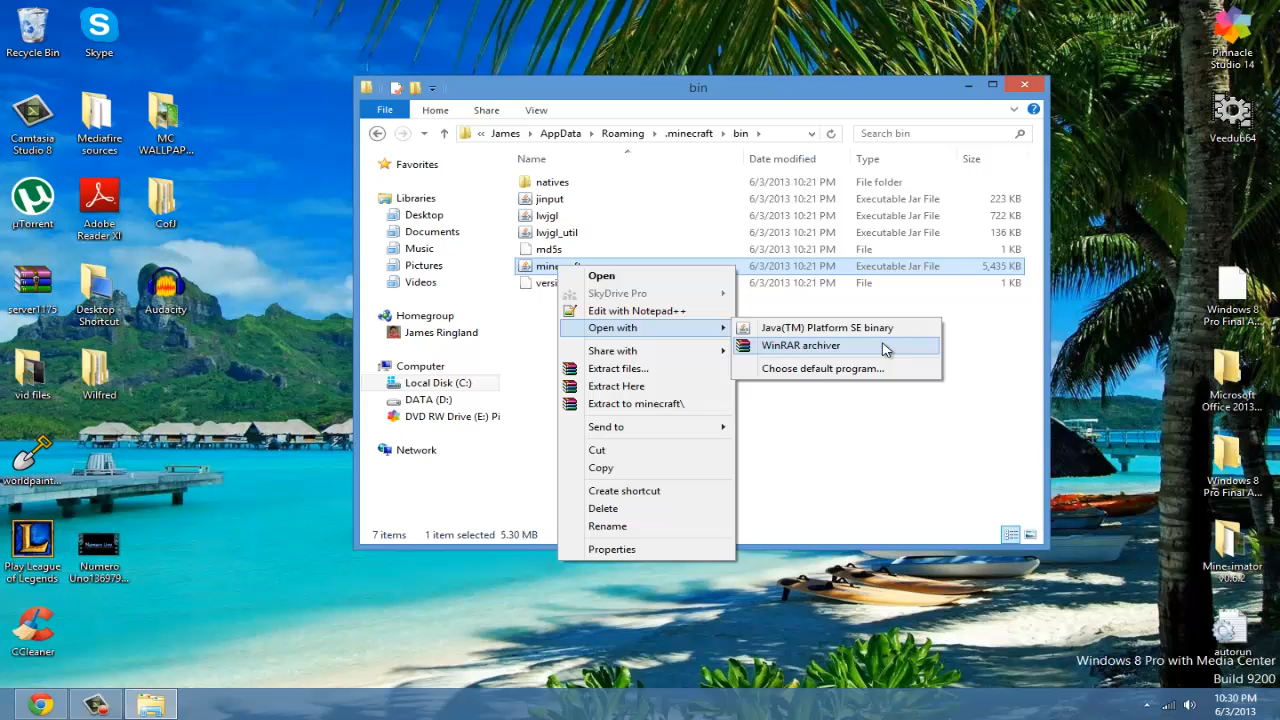 Recycle Bin
Skype
Camtasia
Studio 8
Mediafire
sources
MC
WALLPAP...
µTorrent
Adobe
Reader XI
CofJ
server1175
Desktop
Shortcut
Audacity
vid files
Wilfred
worldpaint...
Play League
of Legends
Numero
Uno136979...
CCleaner
bin
File
Home
Share
View
«
James
AppData
Roaming
.minecraft
bin
Search bin
Favorites
Libraries
Desktop
Documents
Music
Pictures
Videos
Homegroup
James Ringland
Computer
Local Disk (C:)
DATA (D:)
DVD RW Drive (E:) Pi
Network
Name Date modified Type Size
natives 6/3/2013 10:21 PM File folder
jinput 6/3/2013 10:21 PM Executable Jar File 223 KB
lwjgl 6/3/2013 10:21 PM Executable Jar File 722 KB
lwjgl_util 6/3/2013 10:21 PM Executable Jar File 136 KB
md5s 6/3/2013 10:21 PM File 1 KB
6/3/2013 10:21 PM Executable Jar File 5,435 KB
6/3/2013 10:21 PM File 1 KB
Open
SkyDrive Pro
Edit with Notepad++
Open with
Share with
Extract files...
Extract Here
Extract to minecraft\
Send to
Cut
Copy
Create shortcut
Delete
Rename
Properties
Java(TM) Platform SE binary
WinRAR archiver
Choose default program...
7 items 1 item selected 5.30 MB
Pinnacle
Studio 14
Veedub64
Windows 8
Pro Final A...
Microsoft
Office 2013...
Windows 8
Pro Final A...
Mine-imator
v0.6.2
autorun
Windows 8 Pro with Media Center
Build 9200
10:30 PM
6/3/2013